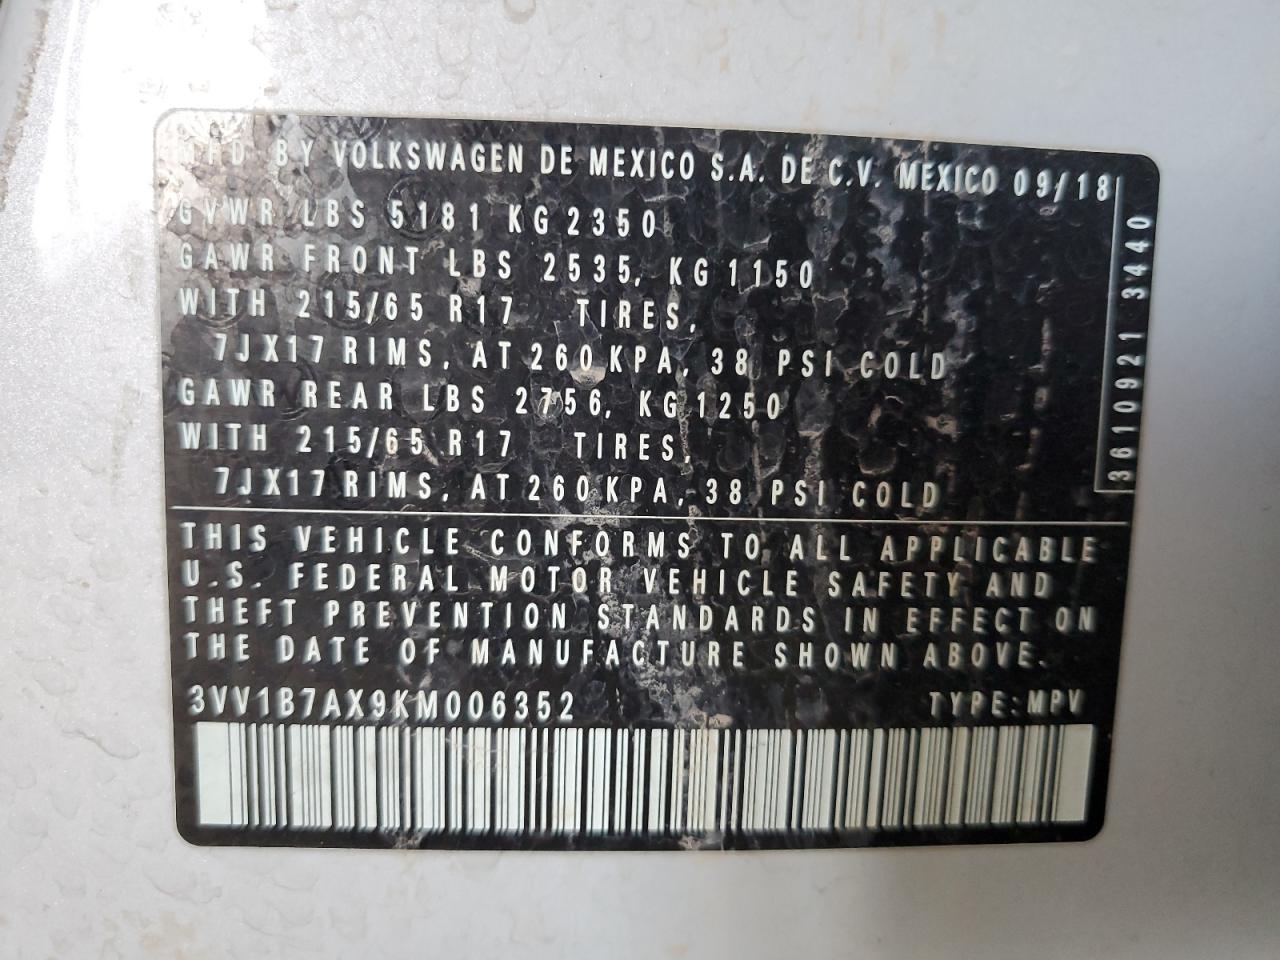 MFD BY VOLKSWAGEN DE MEXICO S.A. DE C.V. MEXICO 09/18
GVWR LBS 5181 KG 2350
GAWR FRONT LBS 2535, KG 1150
WITH 215/65 R17 TIRES,
7JX17 RIMS, AT 260 KPA, 38 PSI COLD
GAWR REAR LBS 2756, KG 1250
WITH 215/65 R17 TIRES,
7JX17 RIMS, AT 260 KPA, 38 PSI COLD
3610921 3440
THIS VEHICLE CONFORMS TO ALL APPLICABLE
U.S. FEDERAL MOTOR VEHICLE SAFETY AND
THEFT PREVENTION STANDARDS IN EFFECT ON
THE DATE OF MANUFACTURE SHOWN ABOVE.
3VV1B7AX9KM006352 TYPE: MPV